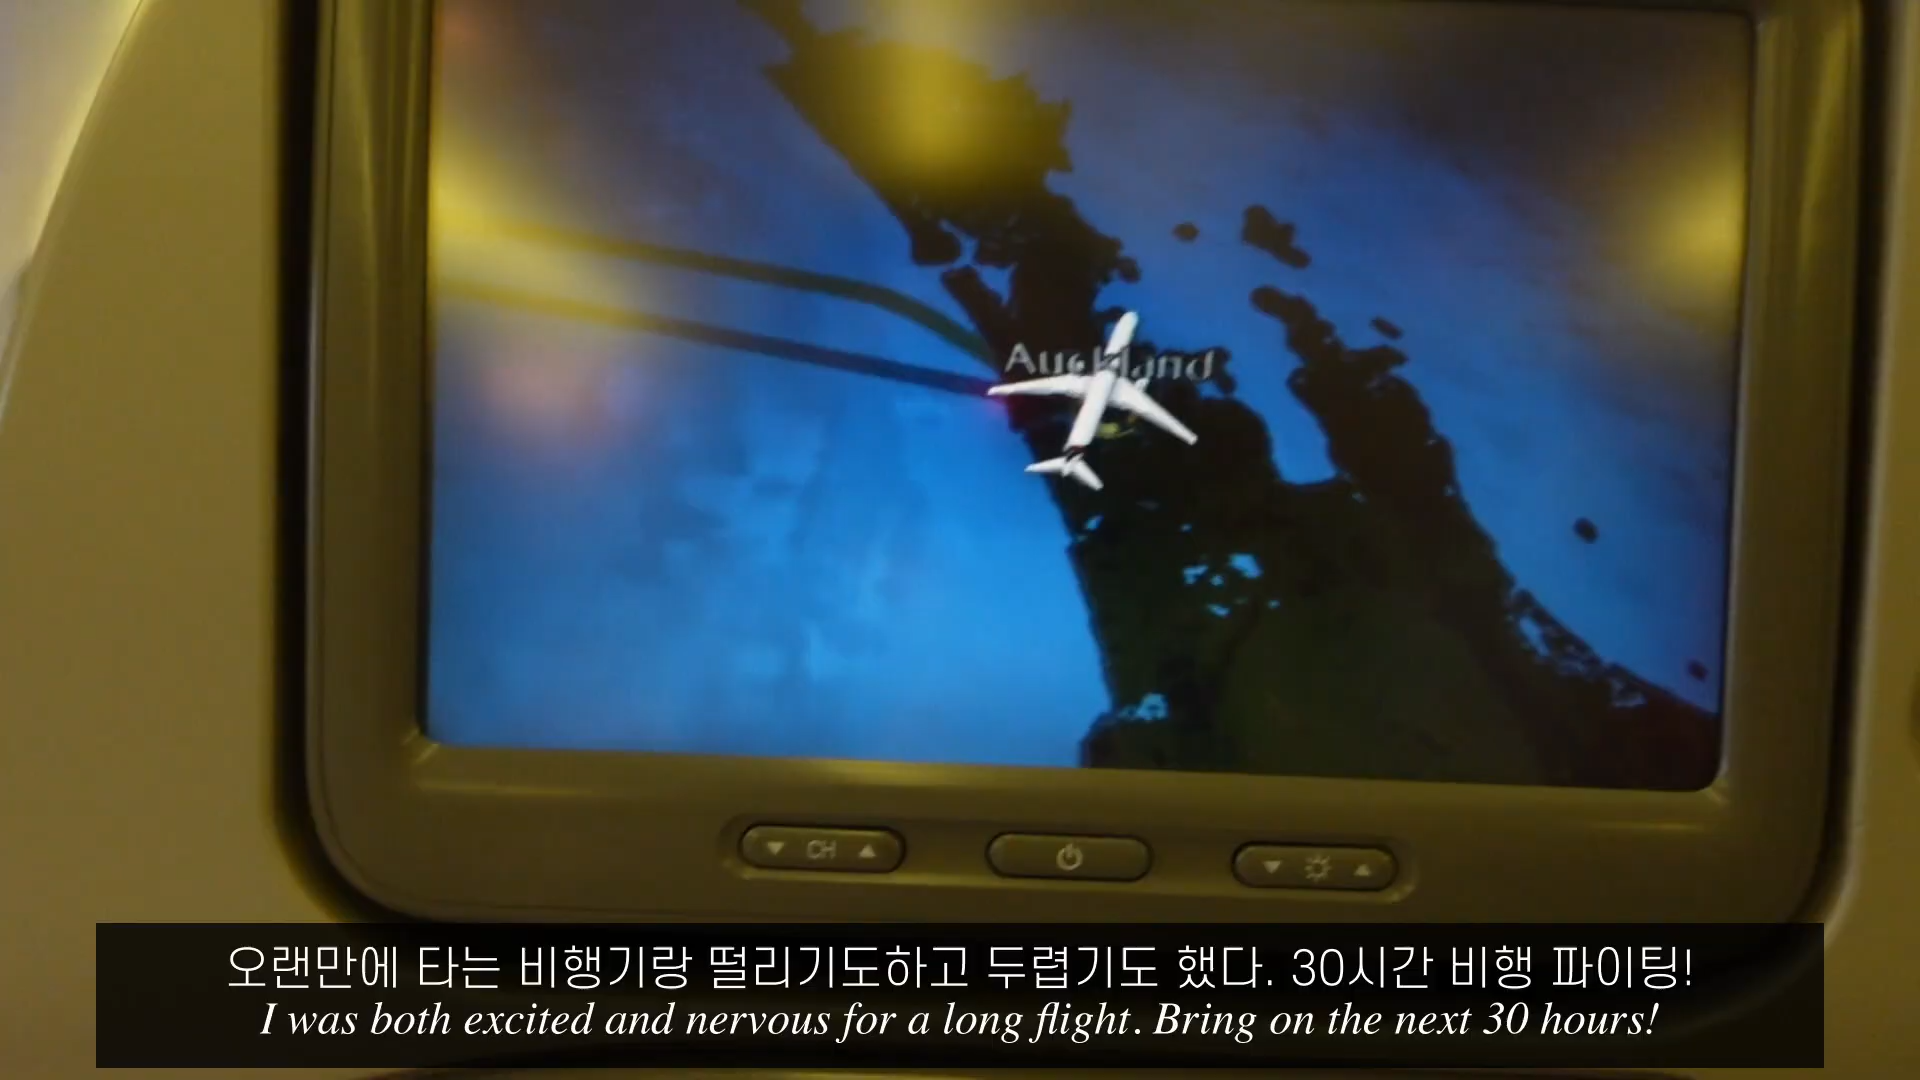 Auckland
CH
오랜만에 타는 비행기랑 떨리기도하고 두렵기도 했다. 30시간 비행 파이팅!
I was both excited and nervous for a long flight. Bring on the next 30 hours!